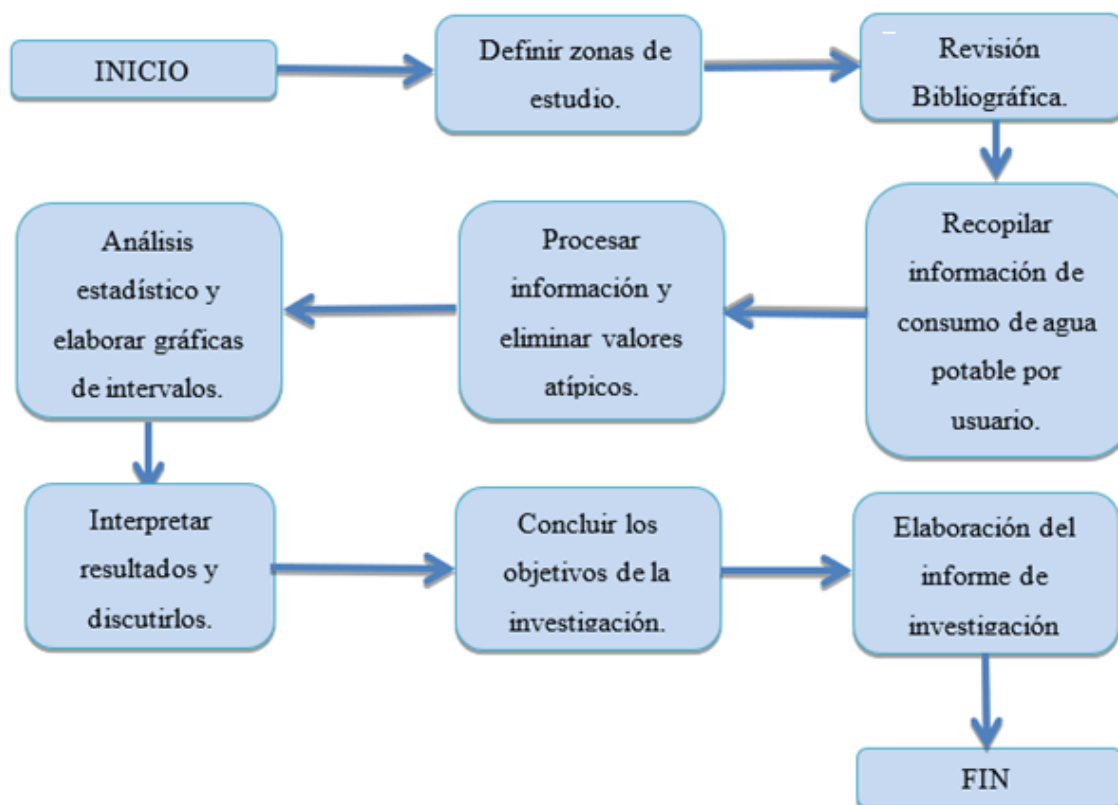 INICIO
Definir zonas de
estudio.
Revisión
Bibliográfica.
Recopilar
información de
consumo de agua
potable por
usuario.
Procesar
información y
eliminar valores
atípicos.
Análisis
estadístico y
elaborar gráficas
de intervalos.
Interpretar
resultados y
discutirlos.
Concluir los
objetivos de la
investigación.
Elaboración del
informe de
investigación
FIN